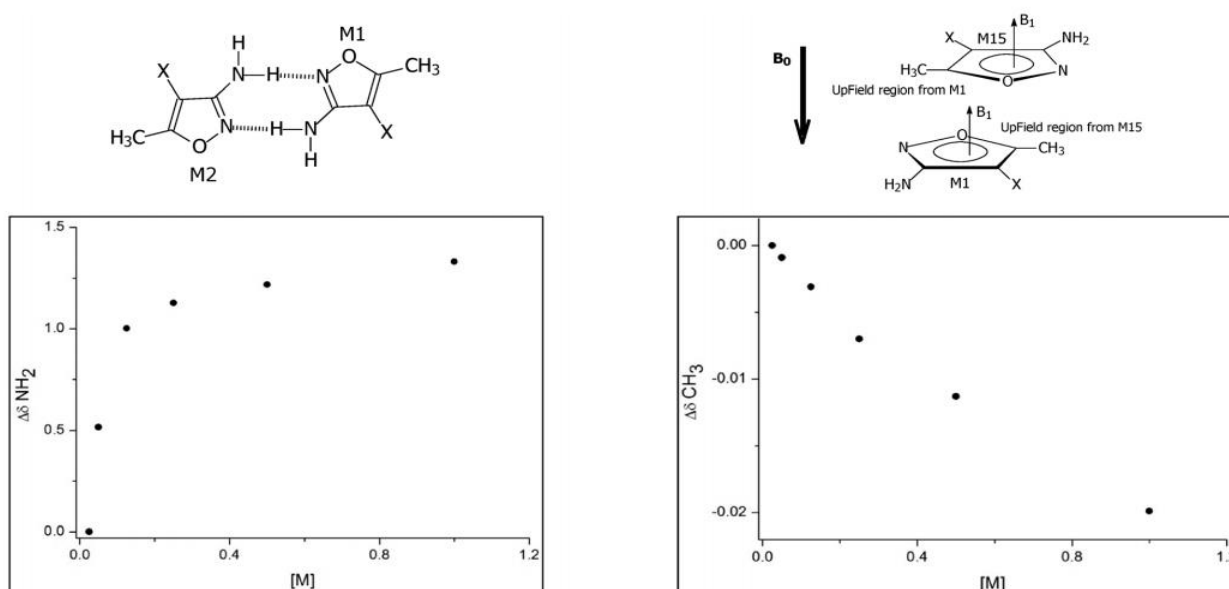 H
N
H
N
O
M1
CH₃
X
H₃C
O
N
H
N
H
X
M2
B₀
B₁
X
M15
NH₂
H₃C
O
N
UpField region from M1
B₁
O
UpField region from M15
N
CH₃
H₂N
M1
X
1.5
1.0
0.5
0.0
Δδ NH₂
0.0 0.4 0.8 1.2
[M]
0.00
-0.01
-0.02
Δδ CH₃
0.0 0.4 0.8
[M]